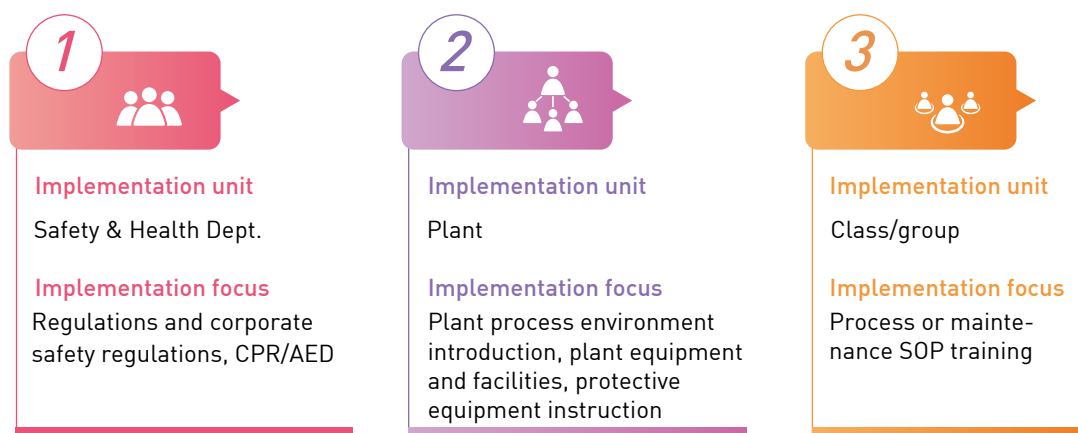 1
Implementation unit
Safety & Health Dept.
Implementation focus
Regulations and corporate
safety regulations, CPR/AED
2
Implementation unit
Plant
Implementation focus
Plant process environment
introduction, plant equipment
and facilities, protective
equipment instruction
3
Implementation unit
Class/group
Implementation focus
Process or mainte-
nance SOP training